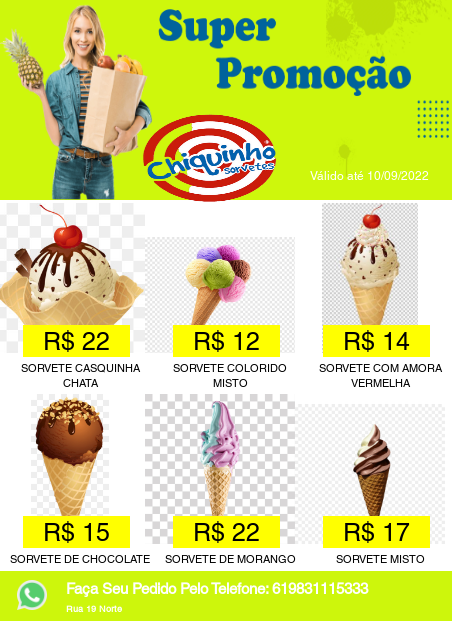 Super
Promoção
Chiquinho
sorvetes
Válido até 10/09/2022
R$ 22
R$ 12
R$ 14
SORVETE CASQUINHA
CHATA
SORVETE COLORIDO
MISTO
SORVETE COM AMORA
VERMELHA
R$ 15
R$ 22
R$ 17
SORVETE DE CHOCOLATE
SORVETE DE MORANGO
SORVETE MISTO
Faça Seu Pedido Pelo Telefone: 619831115333
Rua 19 Norte